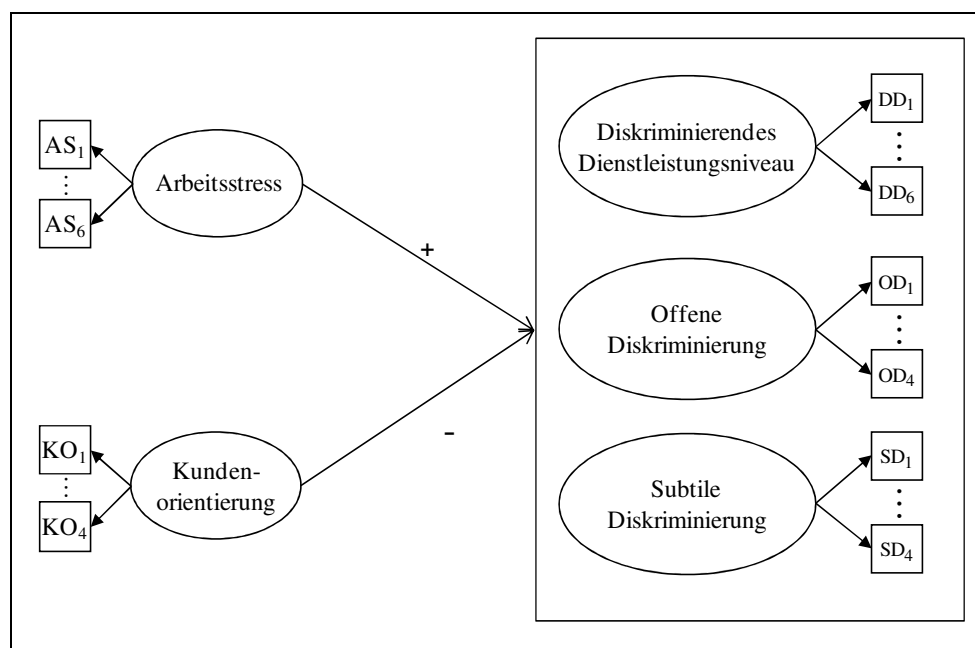 AS₁
⋮
AS₆
Arbeitsstress
+
KO₁
⋮
KO₄
Kunden-
orientierung
-
Diskriminierendes
Dienstleistungsniveau
DD₁
⋮
DD₆
Offene
Diskriminierung
OD₁
⋮
OD₄
Subtile
Diskriminierung
SD₁
⋮
SD₄